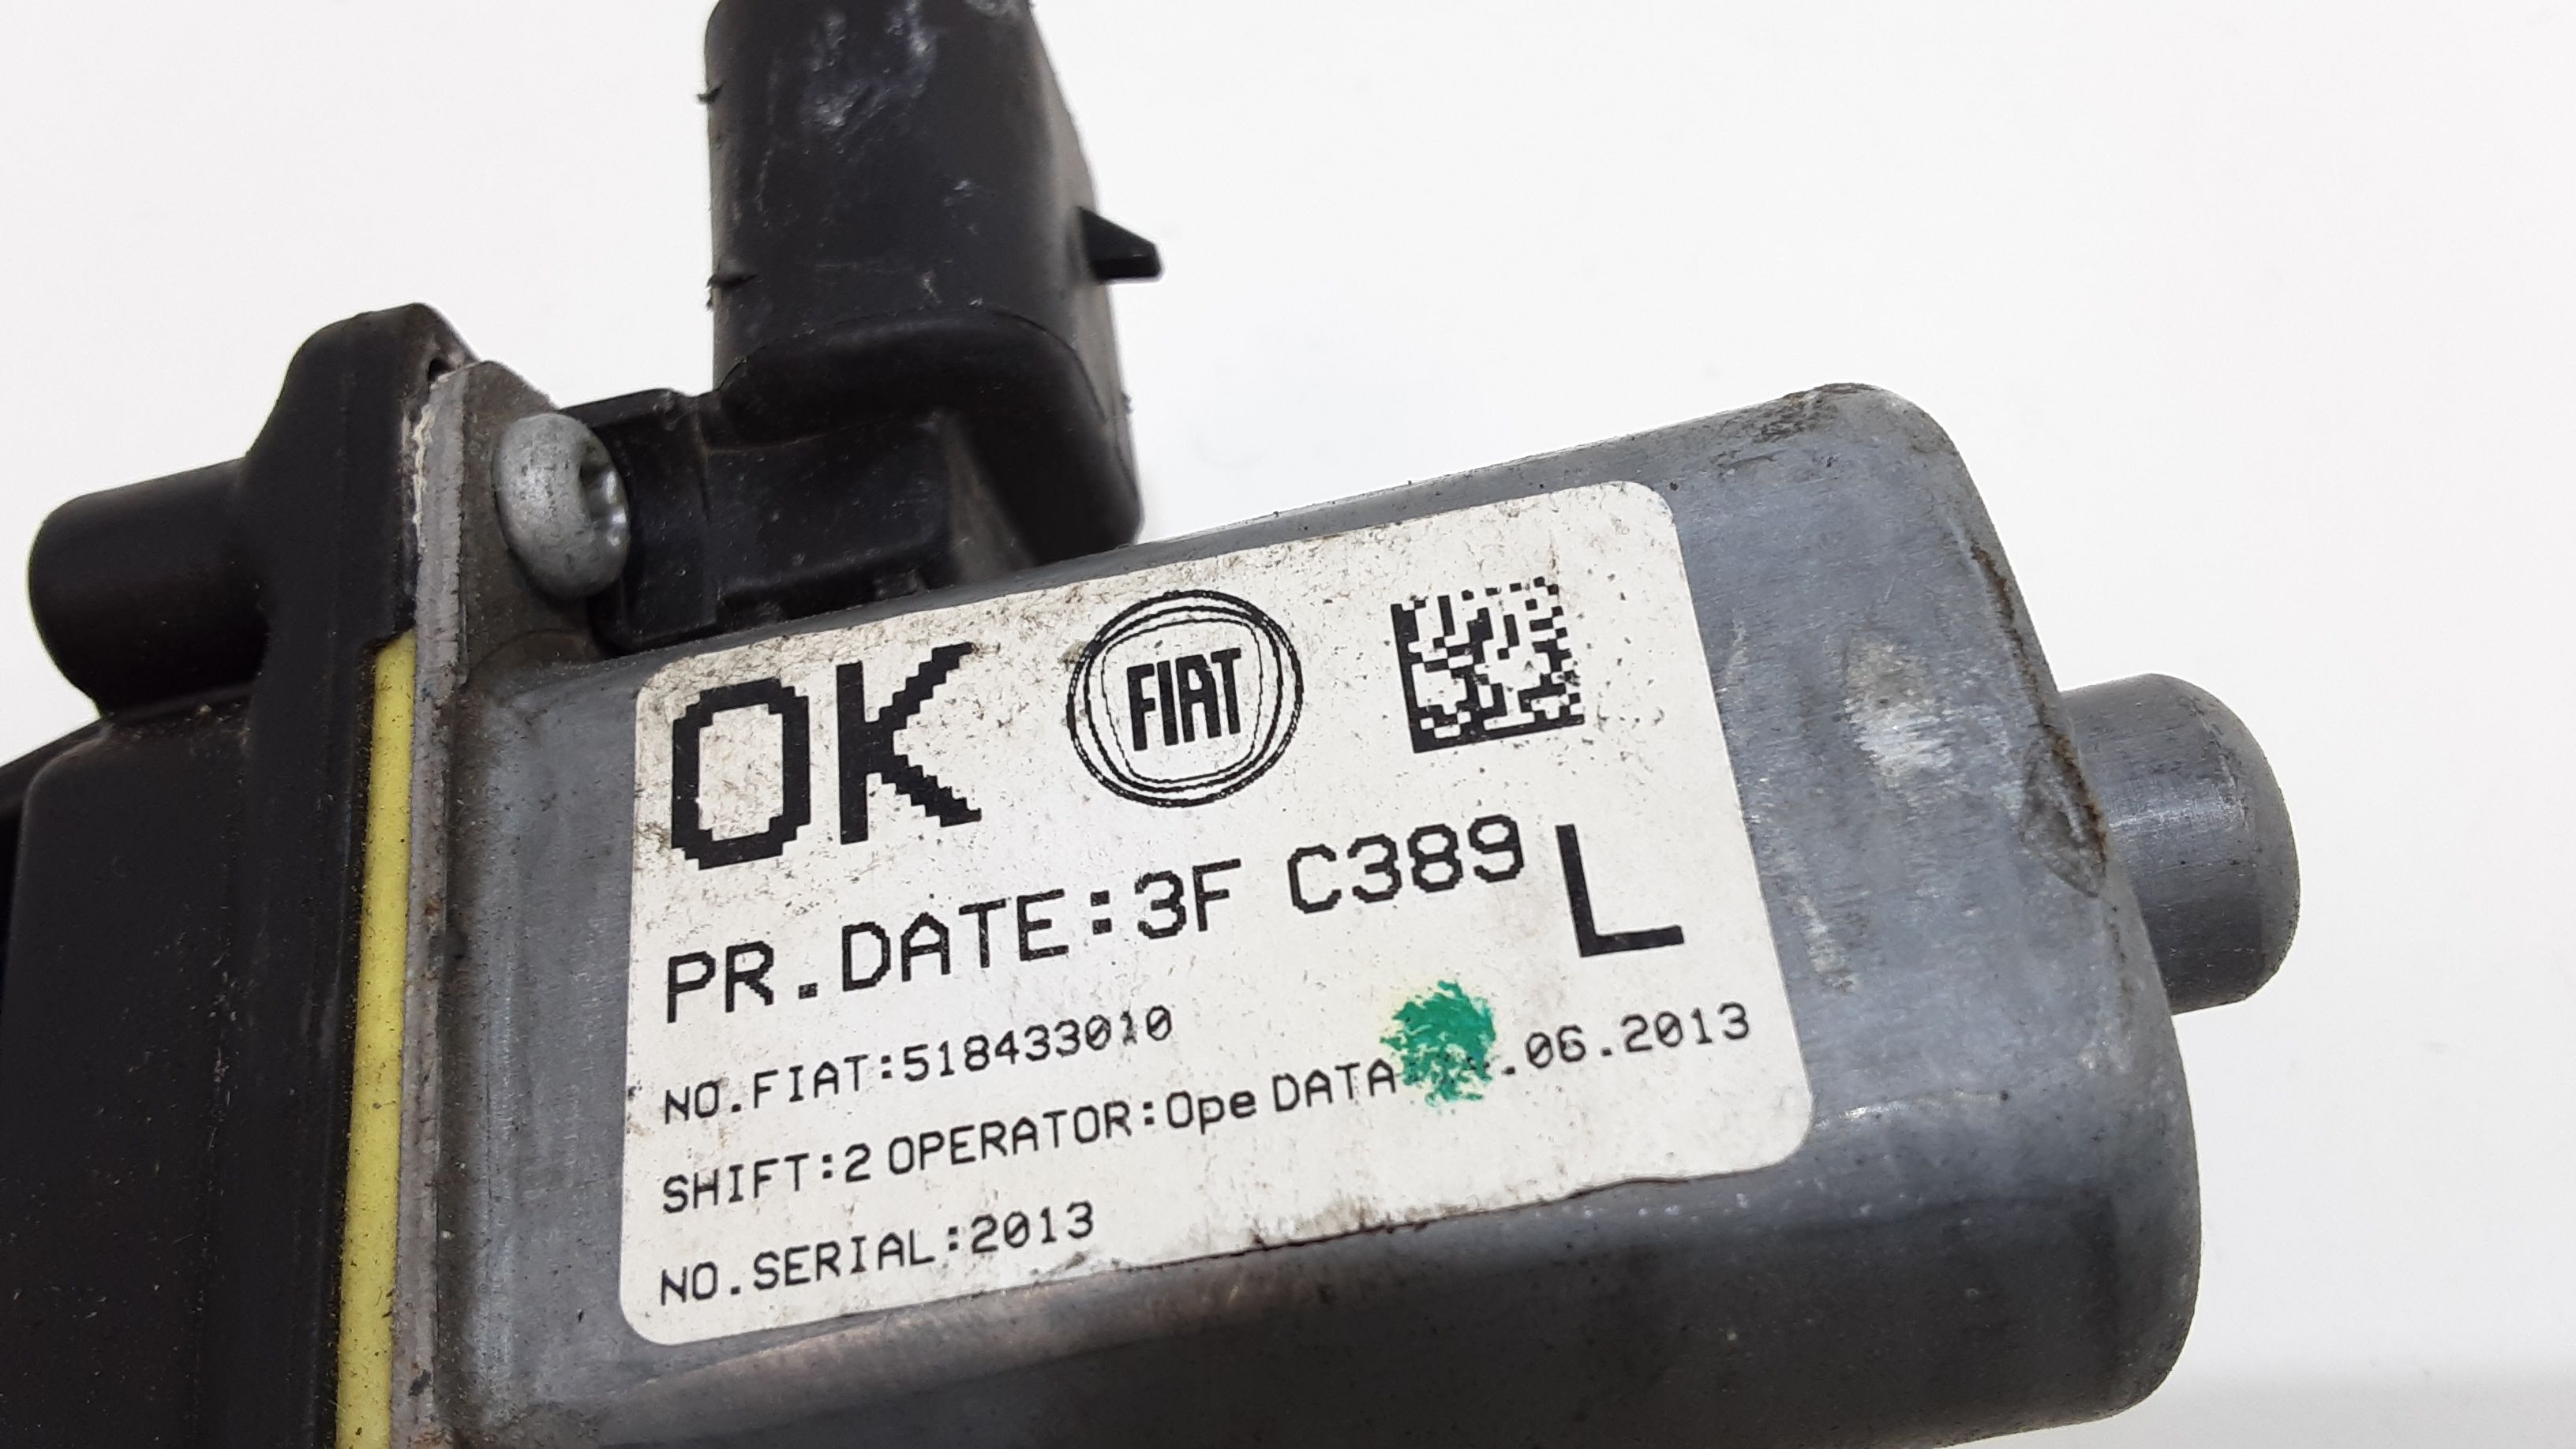 OK FIAT
PR.DATE:3F C389 L
NO.FIAT:518433010
SHIFT:2 OPERATOR:Ope DATA .06.2013
NO.SERIAL:2013